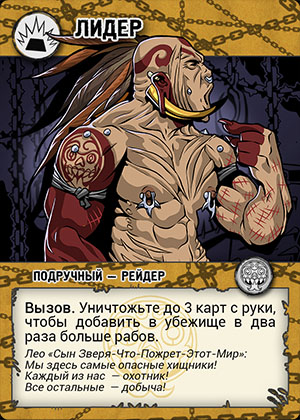 ЛИДЕР
ПОДРУЧНЫЙ — РЕЙДЕР
Вызов. Уничтожьте до 3 карт с руки,
чтобы добавить в убежище в два
раза больше рабов.
Лео «Сын Зверя-Что-Пожрет-Этот-Мир»:
Мы здесь самые опасные хищники!
Каждый из нас — охотник!
Все остальные — добыча!